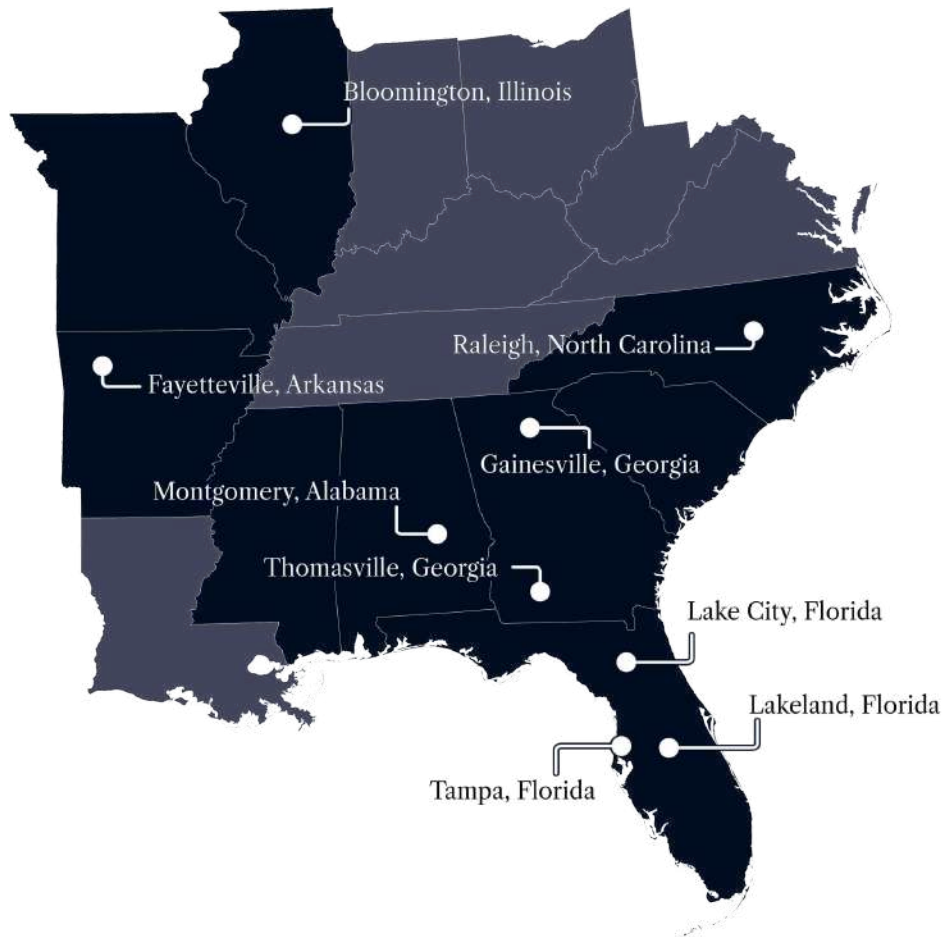 Bloomington, Illinois
Raleigh, North Carolina
Fayetteville, Arkansas
Gainesville, Georgia
Montgomery, Alabama
Thomasville, Georgia
Lake City, Florida
Lakeland, Florida
Tampa, Florida